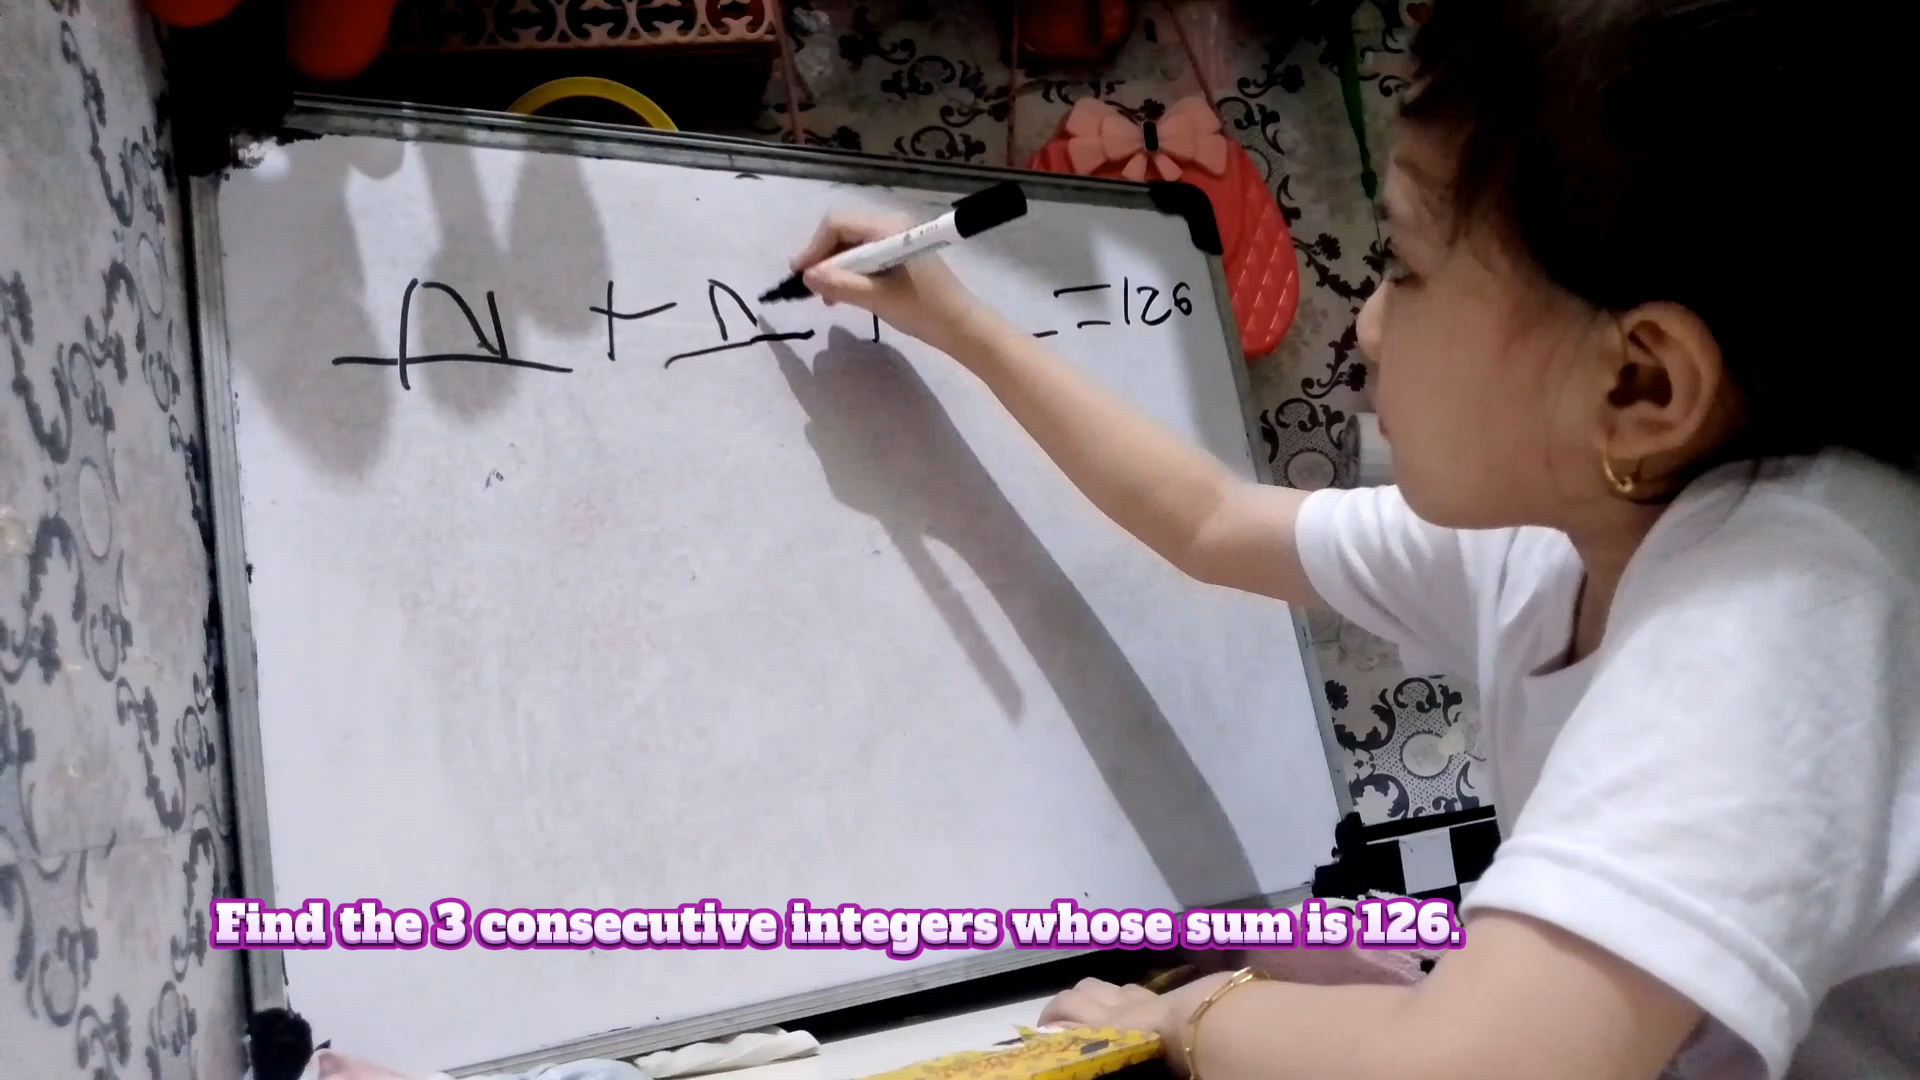 n + n + = 126
Find the 3 consecutive integers whose sum is 126.